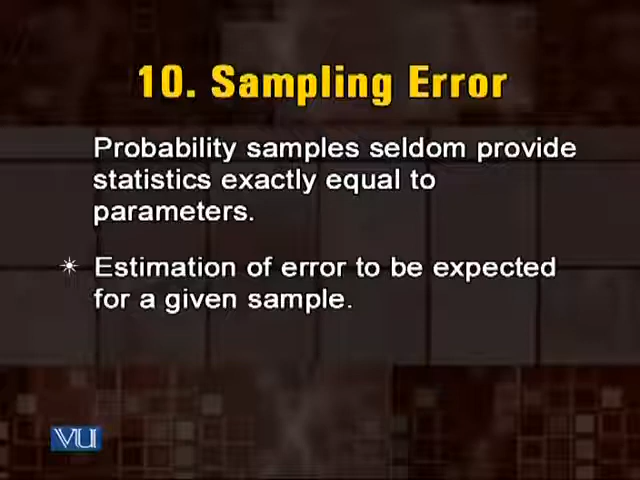 10. Sampling Error
Probability samples seldom provide
statistics exactly equal to
parameters.
Estimation of error to be expected
for a given sample.
VU